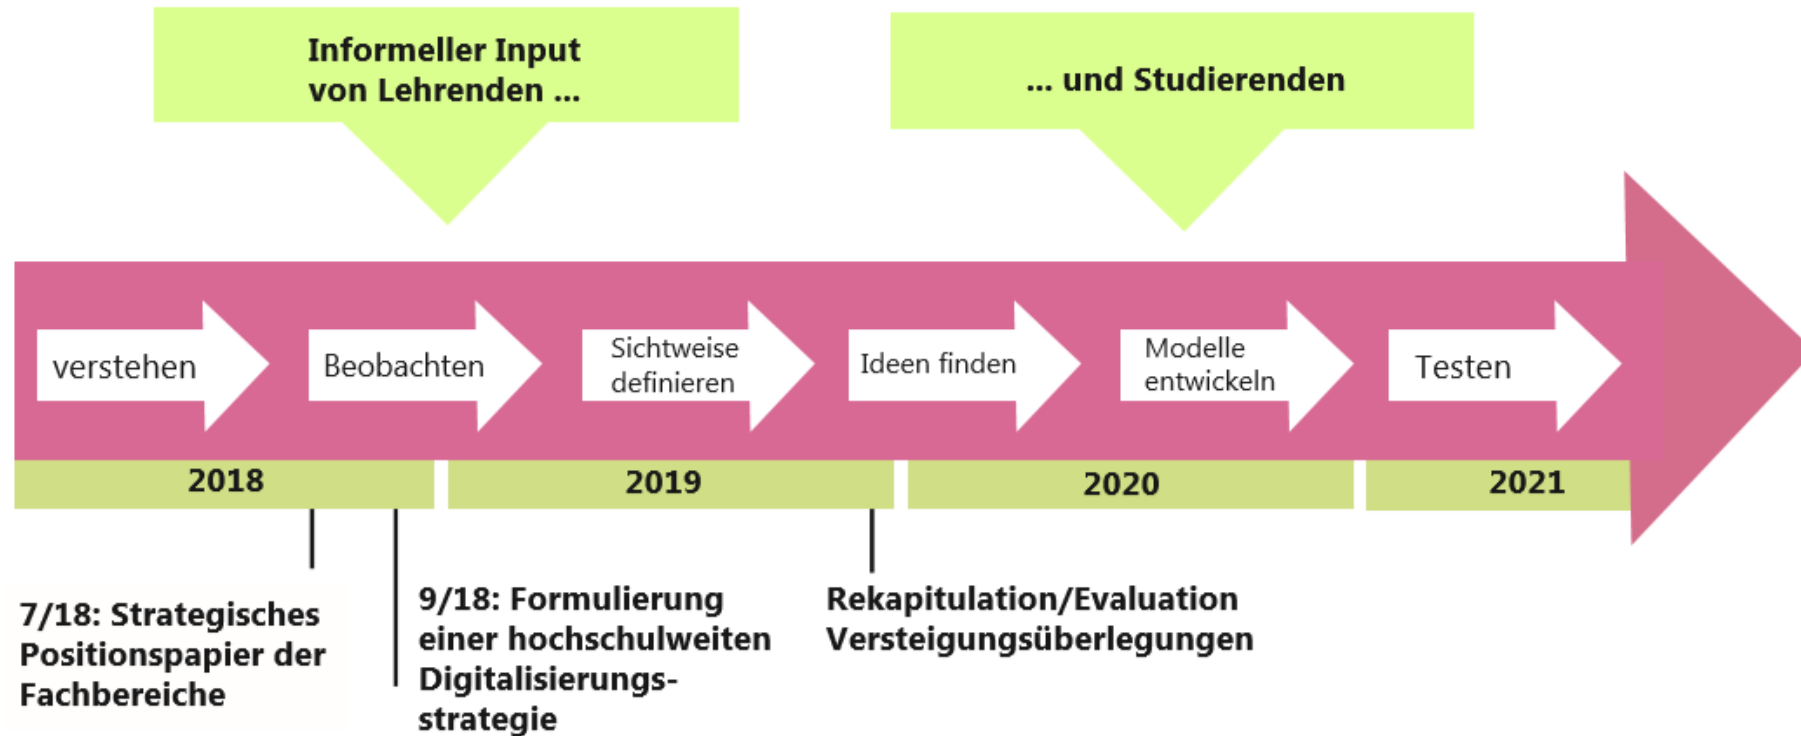 Informeller Input
von Lehrenden ...
... und Studierenden
verstehen
Beobachten
Sichtweise
definieren
Ideen finden
Modelle
entwickeln
Testen
2018
2019
2020
2021
7/18: Strategisches
Positionspapier der
Fachbereiche
9/18: Formulierung
einer hochschulweiten
Digitalisierungs-
strategie
Rekapitulation/Evaluation
Versteigungsüberlegungen